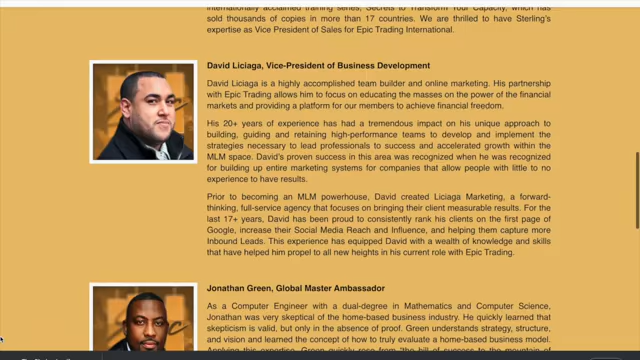 internationally acclaimed training series, Secrets to Transform Your Capacity, which has
sold thousands of copies in more than 17 countries. We are thrilled to have Sterling's
expertise as Vice President of Sales for Epic Trading International.
David Liciaga, Vice-President of Business Development
David Liciaga is a highly accomplished team builder and online marketing. His partnership
with Epic Trading allows him to focus on educating the masses on the power of the financial
markets and providing a platform for our members to achieve financial freedom.
His 20+ years of experience has had a tremendous impact on his unique approach to
building, guiding and retaining high-performance teams to develop and implement the
strategies necessary to lead professionals to success and accelerated growth within the
MLM space. David's proven success in this area was recognized when he was recognized
for building up entire marketing systems for companies that allow people with little to no
experience to have results.
Prior to becoming an MLM powerhouse, David created Liciaga Marketing, a forward-
thinking, full-service agency that focuses on bringing their client measurable results. For
the last 17+ years, David has been proud to consistently rank his clients on the first page of
Google, increase their Social Media Reach and Influence, and helping them capture more
Inbound Leads. This experience has equipped David with a wealth of knowledge and skills
that have helped him propel to all new heights in his current role with Epic Trading.
Jonathan Green, Global Master Ambassador
As a Computer Engineer with a dual-degree in Mathematics and Computer Science,
Jonathan was very skeptical of the home-based business industry. He quickly learned that
skepticism is valid, but only in the absence of proof. Green understands strategy, structure,
and vision and learned the concept of how to truly evaluate a home-based business model.
Applying this expertise, Green quickly rose from "the hill of success to the mountain of